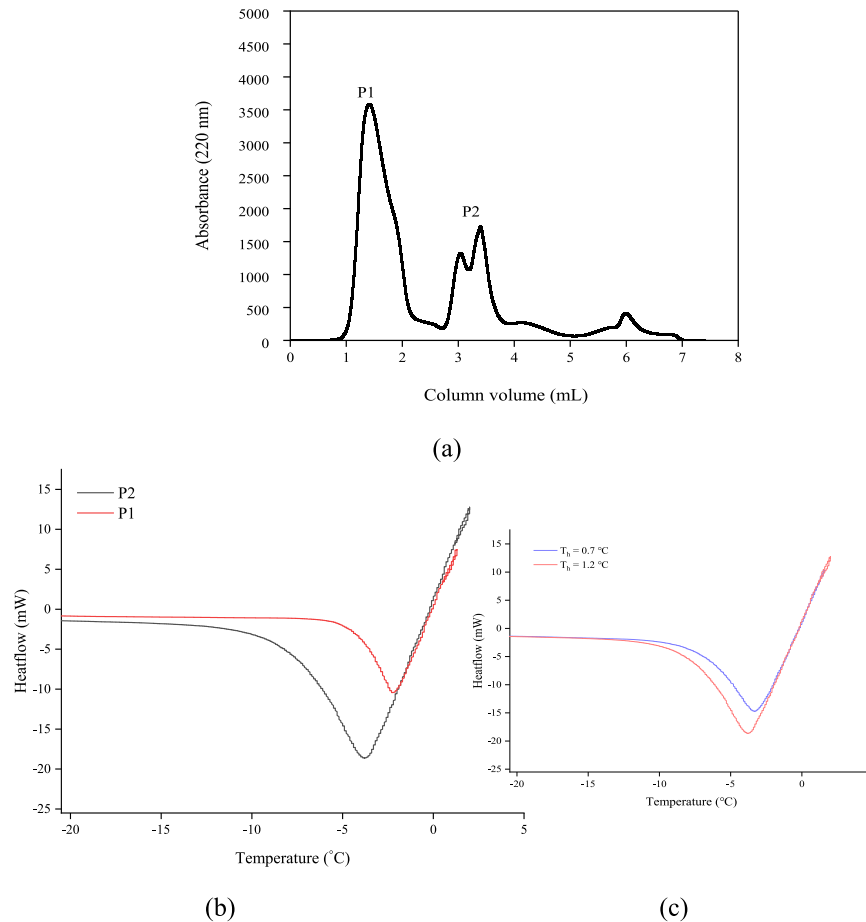 5000
4500
4000
3500
3000
2500
2000
1500
1000
500
0
Absorbance (220 nm)
P1
P2
0 1 2 3 4 5 6 7 8
Column volume (mL)
(a)
15
10
5
0
-5
-10
-15
-20
-25
Heatflow (mW)
P2
P1
-20 -15 -10 -5 0 5
Temperature (°C)
(b)
15
10
5
0
-5
-10
-15
-20
-25
Heatflow (mW)
Th = 0.7 °C
Th = 1.2 °C
-20 -15 -10 -5 0
Temperature (°C)
(c)